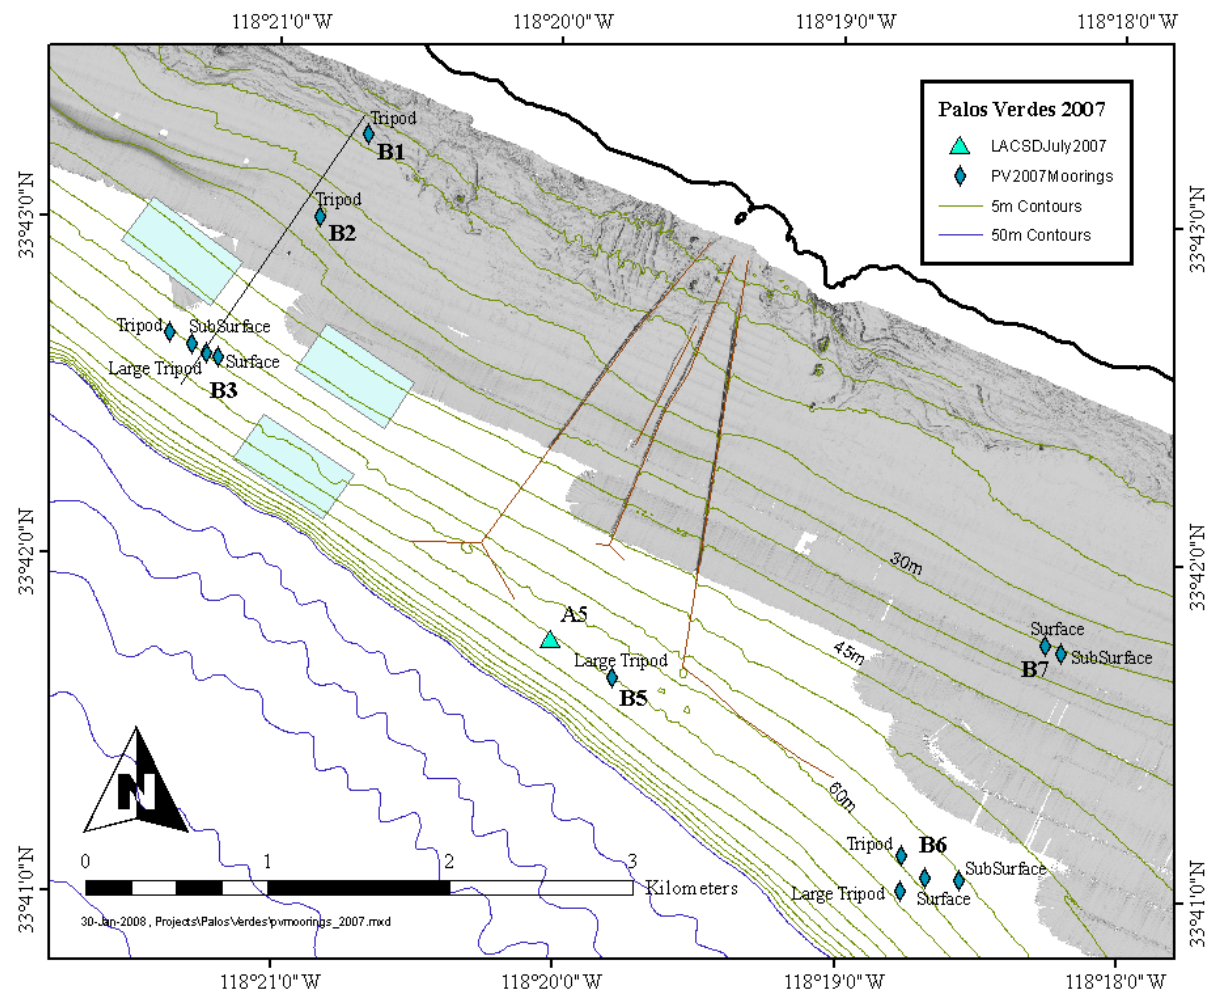 118°21'0"W 118°20'0"W 118°19'0"W 118°18'0"W
Palos Verdes 2007
LACSDJuly2007
PV2007Moorings
5m Contours
50m Contours
33°43'0"N
33°43'0"N
Tripod
B1
Tripod
B2
Tripod
SubSurface
Large Tripod
Surface
B3
33°42'0"N
33°42'0"N
30m
A5
45m
Surface
SubSurface
B7
Large Tripod
B5
60m
N
Tripod
B6
SubSurface
Large Tripod
Surface
0 1 2 3
Kilometers
33°41'0"N
33°41'0"N
30-Jan-2008, Projects\PalosVerdes\pvmoorings_2007.mxd
118°21'0"W 118°20'0"W 118°19'0"W 118°18'0"W